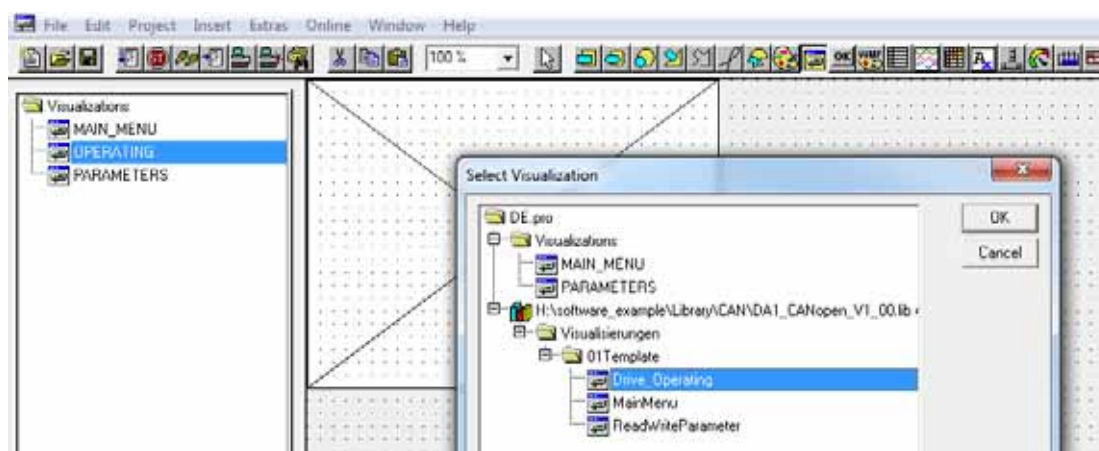 File Edit Project Insert Extras Online Window Help
100 %
Visualizations
MAIN_MENU
OPERATING
PARAMETERS
Select Visualization
DE.pro
Visualizations
MAIN_MENU
PARAMETERS
H:\software_example\Library\CAN\DA1_CANopen_V1_00.lib
Visualisierungen
01Template
Drive_Operating
MainMenu
ReadWriteParameter
OK
Cancel